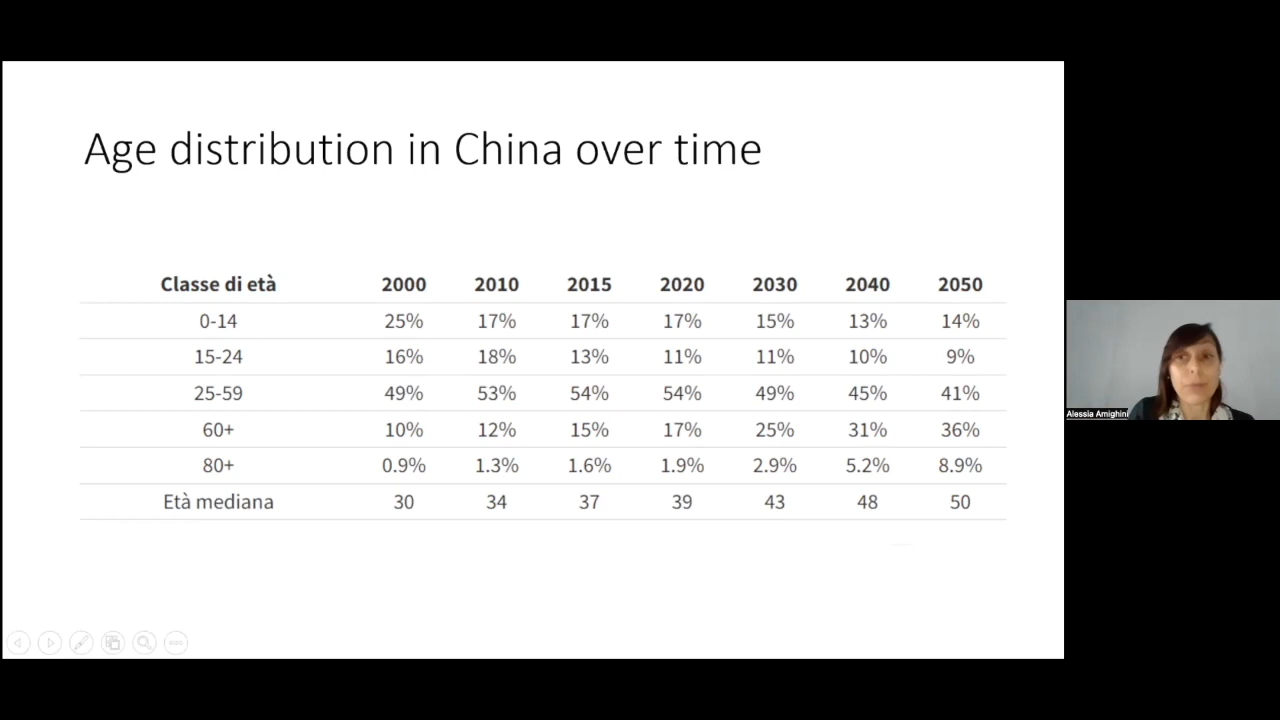 Age distribution in China over time
Classe di età 2000 2010 2015 2020 2030 2040 2050
0-14 25% 17% 17% 17% 15% 13% 14%
15-24 16% 18% 13% 11% 11% 10% 9%
25-59 49% 53% 54% 54% 49% 45% 41%
60+ 10% 12% 15% 17% 25% 31% 36%
80+ 0.9% 1.3% 1.6% 1.9% 2.9% 5.2% 8.9%
Età mediana 30 34 37 39 43 48 50
Alessia Amighini